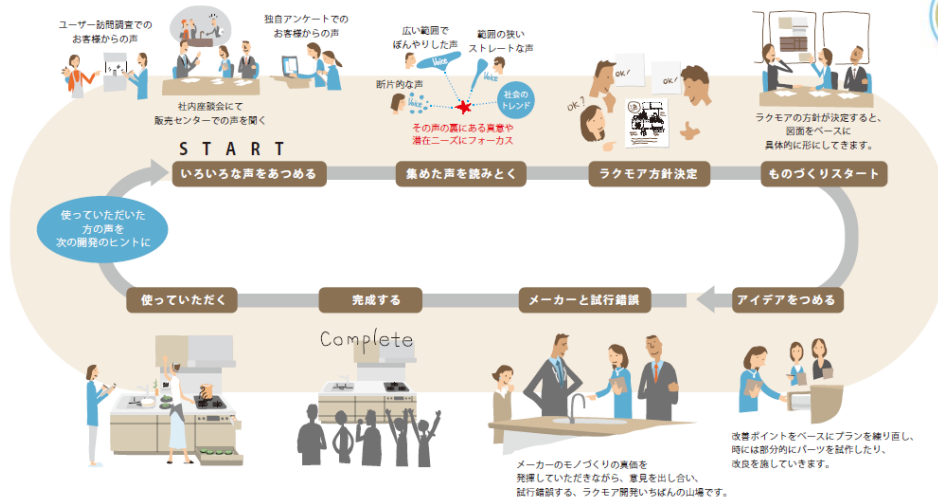 ユーザー訪問調査での
お客様からの声
独自アンケートでの
お客様からの声
社内座談会にて
販売センターでの声を聞く
広い範囲で
ぼんやりした声
範囲の狭い
ストレートな声
断片的な声
Voice
Voice
Voice
社会の
トレンド
その声の裏にある真意や
潜在ニーズにフォーカス
OK!
OK!
OK?
ラクモアの方針が決定すると、
図面をベースに
具体的に形にしてきます。
START
いろいろな声をあつめる
集めた声を読みとく
ラクモア方針決定
ものづくりスタート
使っていただいた
方の声を
次の開発のヒントに
使っていただく
完成する
メーカーと試行錯誤
アイデアをつめる
Complete
メーカーのモノづくりの真価を
発揮していただきながら、意見を出し合い、
試行錯誤する、ラクモア開発いちばんの山場です。
改善ポイントをベースにプランを練り直し、
時には部分的にパーツを試作したり、
改良を施していきます。